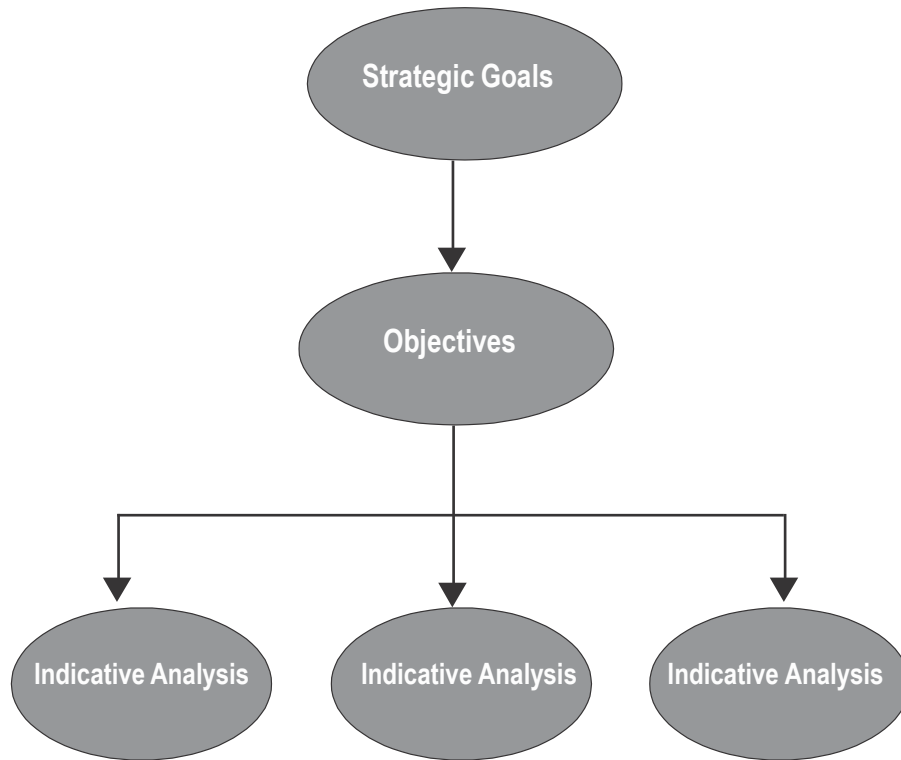 Strategic Goals
Objectives
Indicative Analysis
Indicative Analysis
Indicative Analysis